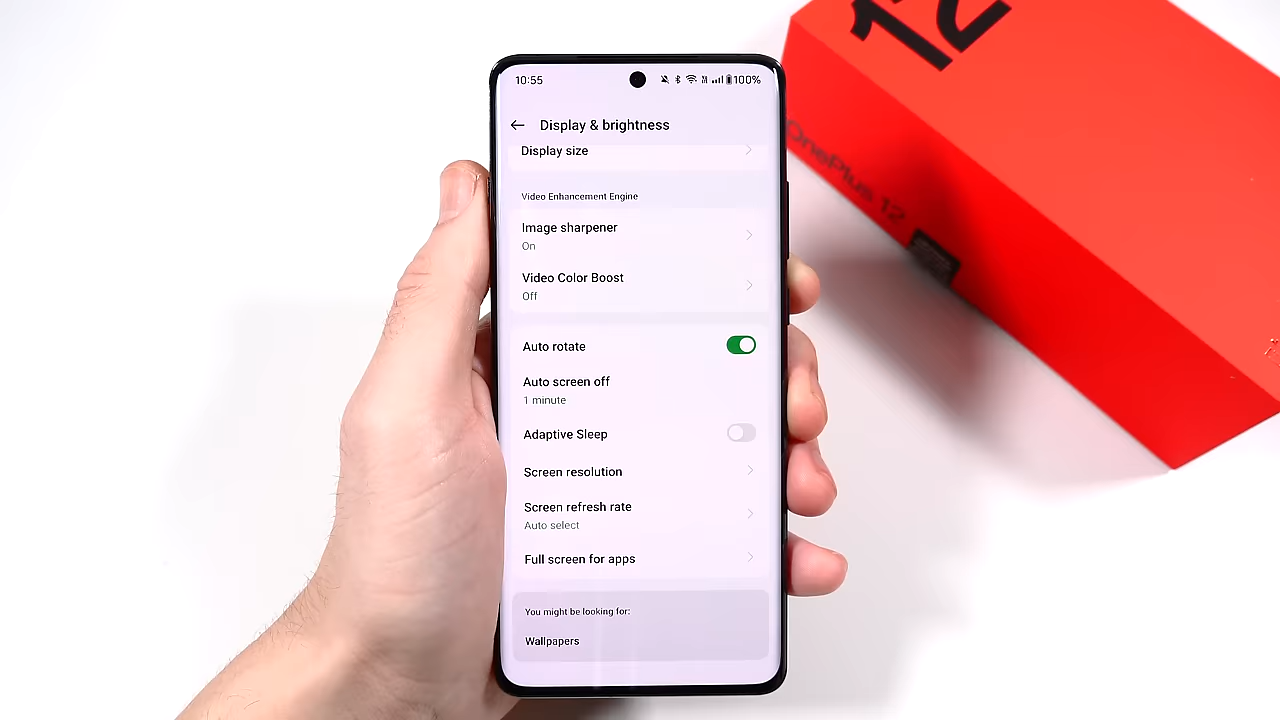 12
OnePlus 12
10:55
100%
Display & brightness
Display size
Video Enhancement Engine
Image sharpener
On
Video Color Boost
Off
Auto rotate
Auto screen off
1 minute
Adaptive Sleep
Screen resolution
Screen refresh rate
Auto select
Full screen for apps
You might be looking for:
Wallpapers